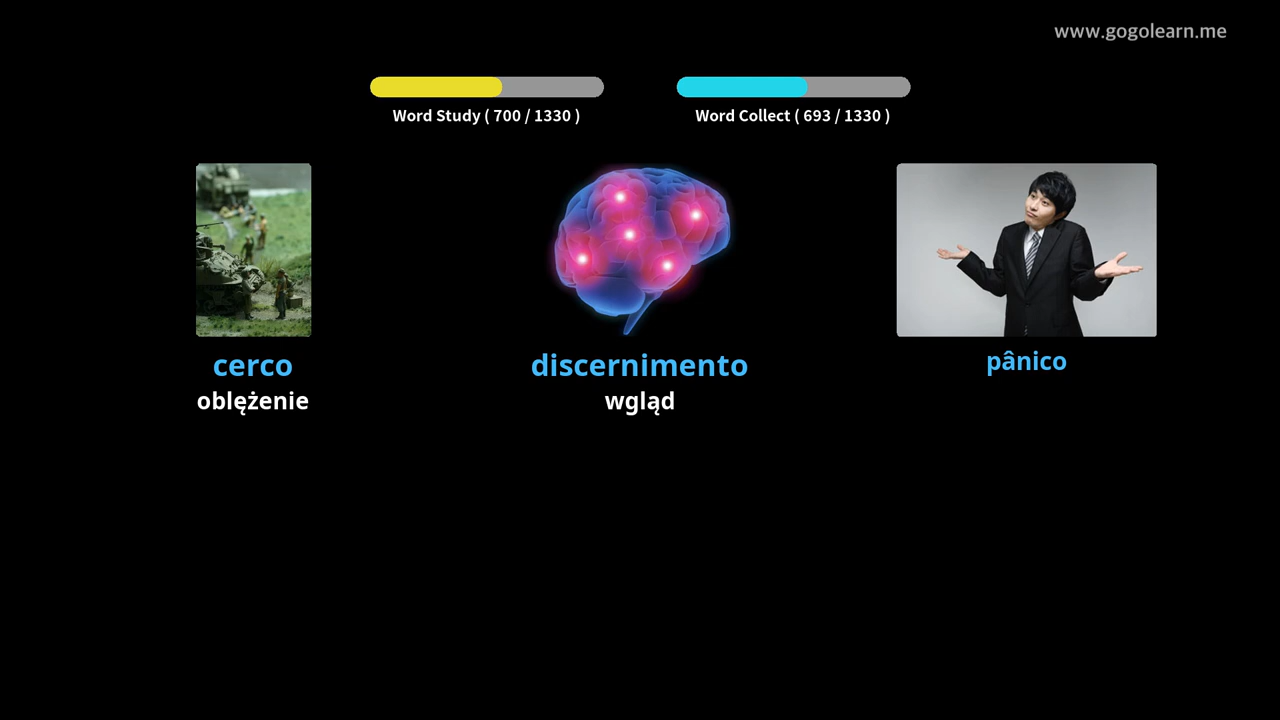 www.gogolearn.me
Word Study ( 700 / 1330 )
Word Collect ( 693 / 1330 )
cerco
discernimento
pânico
oblężenie
wgląd